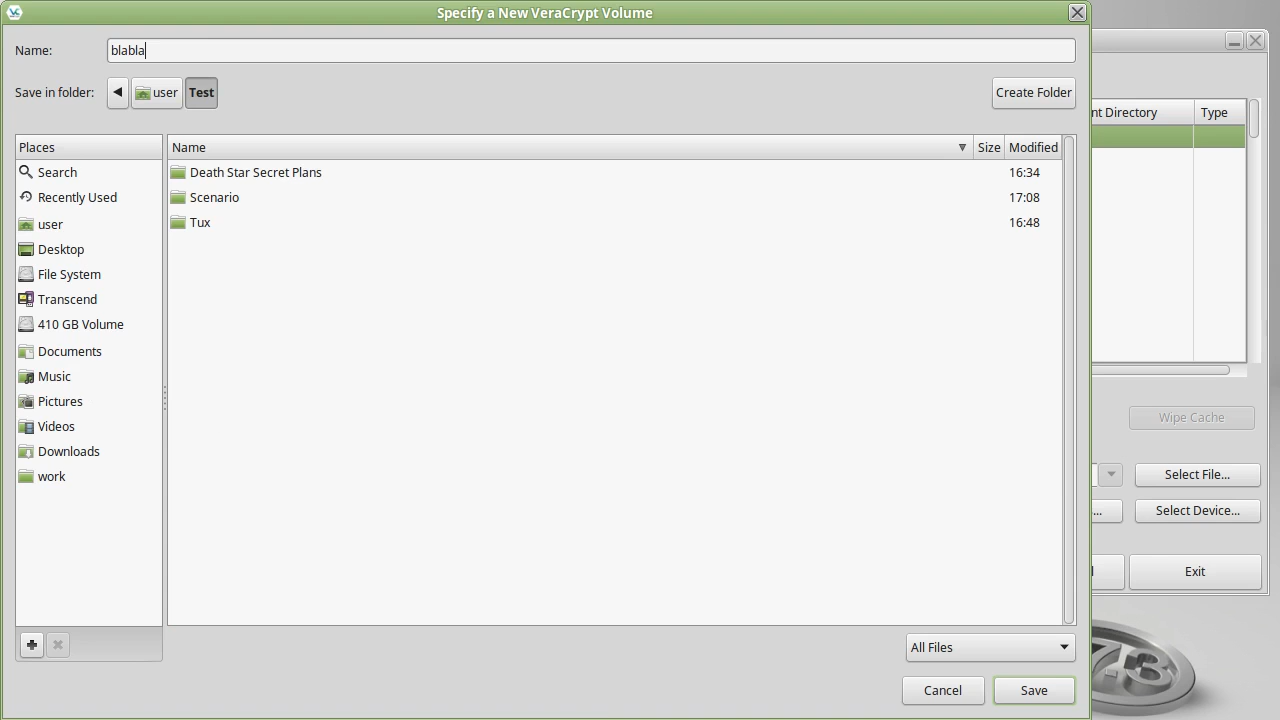 Specify a New VeraCrypt Volume
Name: blabla
Save in folder: user Test Create Folder
Places
Search
Recently Used
user
Desktop
File System
Transcend
410 GB Volume
Documents
Music
Pictures
Videos
Downloads
work
Name Size Modified
Death Star Secret Plans 16:34
Scenario 17:08
Tux 16:48
All Files
Cancel Save
nt Directory Type
Wipe Cache
Select File...
... Select Device...
Exit
7.3